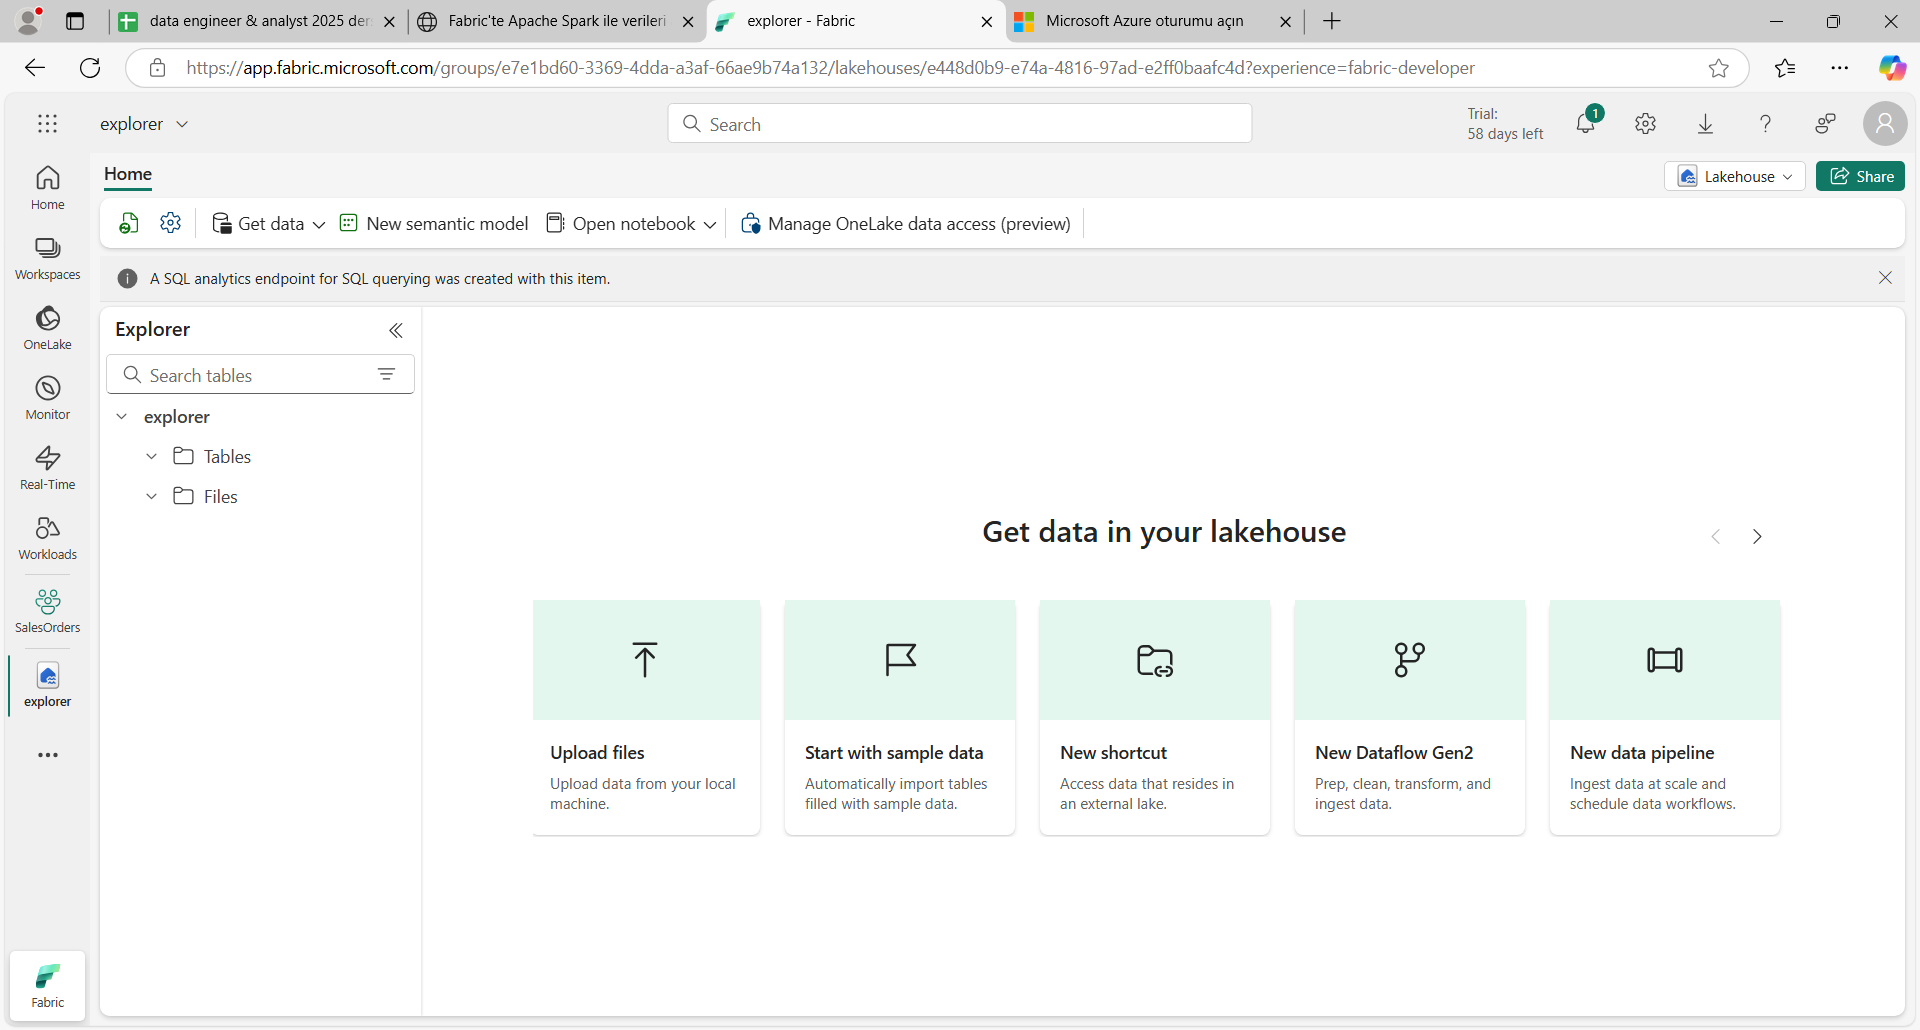 data engineer & analyst 2025 der
Fabric'te Apache Spark ile verileri
explorer - Fabric
Microsoft Azure oturumu açın
https://app.fabric.microsoft.com/groups/e7e1bd60-3369-4dda-a3af-66ae9b74a132/lakehouses/e448d0b9-e74a-4816-97ad-e2ff0baafc4d?experience=fabric-developer
explorer
Search
Trial:
58 days left
1
Home
Lakehouse
Share
Get data
New semantic model
Open notebook
Manage OneLake data access (preview)
A SQL analytics endpoint for SQL querying was created with this item.
Home
Workspaces
OneLake
Monitor
Real-Time
Workloads
SalesOrders
explorer
Fabric
Explorer
Search tables
explorer
Tables
Files
Get data in your lakehouse
Upload files
Upload data from your local
machine.
Start with sample data
Automatically import tables
filled with sample data.
New shortcut
Access data that resides in
an external lake.
New Dataflow Gen2
Prep, clean, transform, and
ingest data.
New data pipeline
Ingest data at scale and
schedule data workflows.